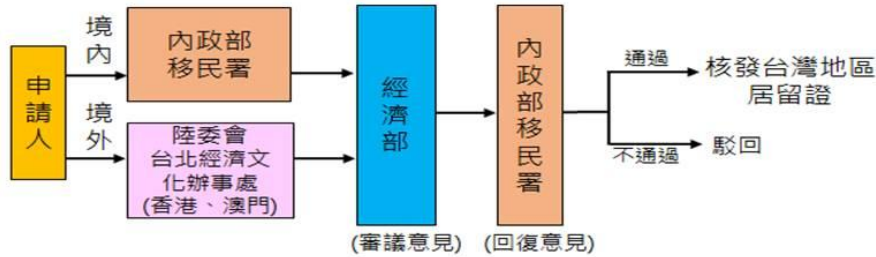 申請人
境內
境外
內政部
移民署
陸委會
台北經濟文
化辦事處
(香港、澳門)
經濟部
(審議意見)
內政部移民署
(回復意見)
通過
核發台灣地區
居留證
不通過
駁回